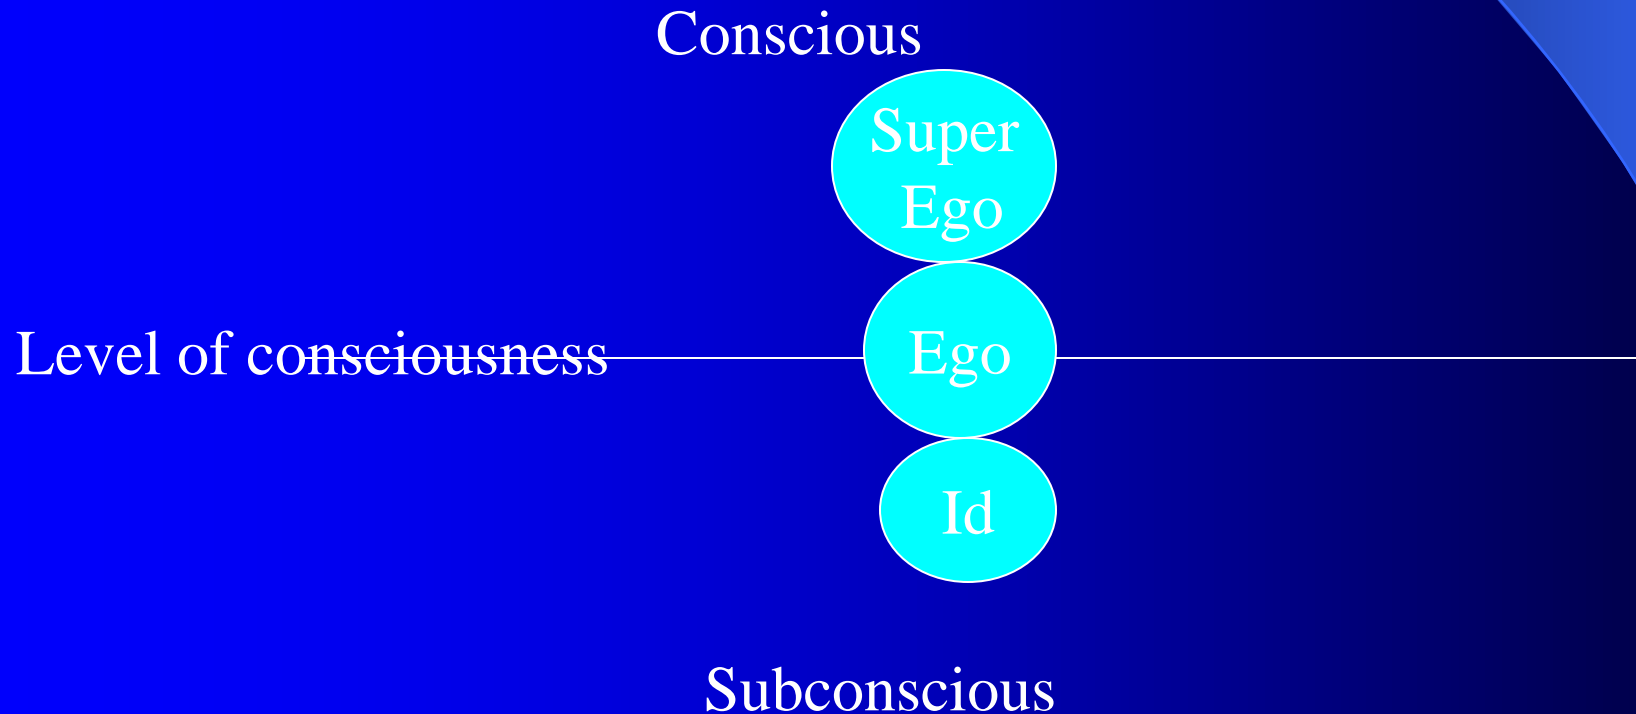 Conscious
Super
Ego
Level of consciousness
Ego
Id
Subconscious